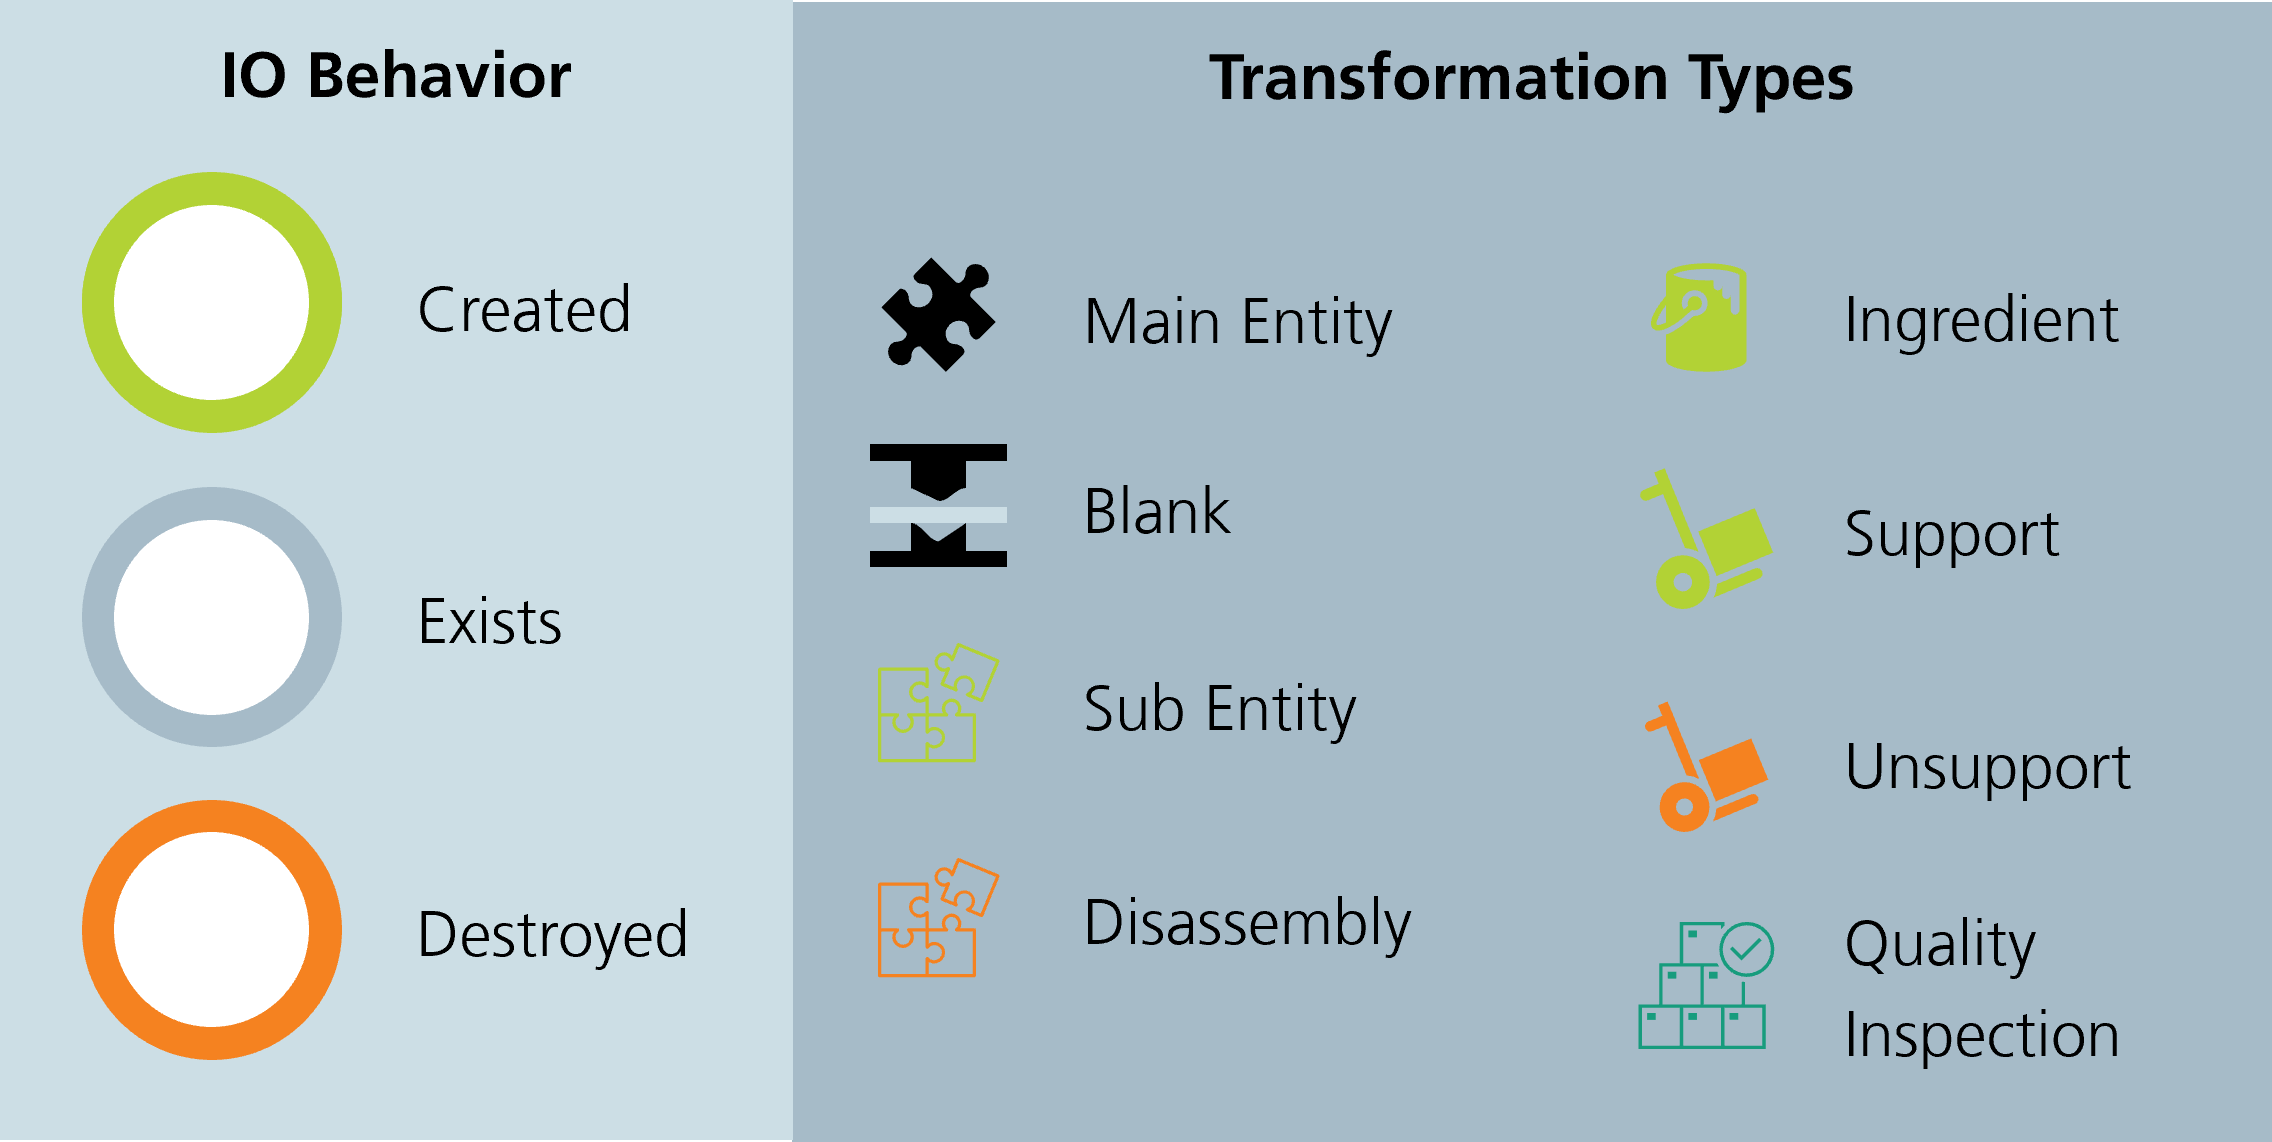 IO Behavior
Created
Exists
Destroyed
Transformation Types
Main Entity
Blank
Sub Entity
Disassembly
Ingredient
Support
Unsupport
Quality
Inspection